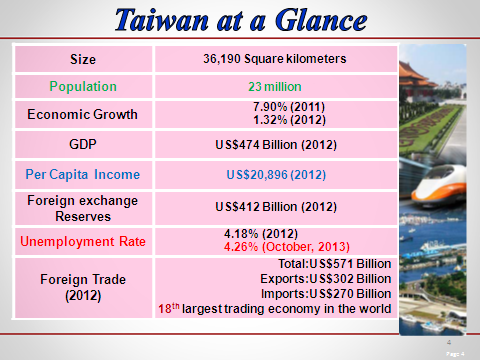 Taiwan at a Glance
Size
36,190 Square kilometers
Population
23 million
Economic Growth
7.90% (2011)
1.32% (2012)
GDP
US$474 Billion (2012)
Per Capita Income
US$20,896 (2012)
Foreign exchange
Reserves
US$412 Billion (2012)
Unemployment Rate
4.18% (2012)
4.26% (October, 2013)
Foreign Trade
(2012)
Total:US$571 Billion
Exports:US$302 Billion
Imports:US$270 Billion
18th largest trading economy in the world
4
Page 4